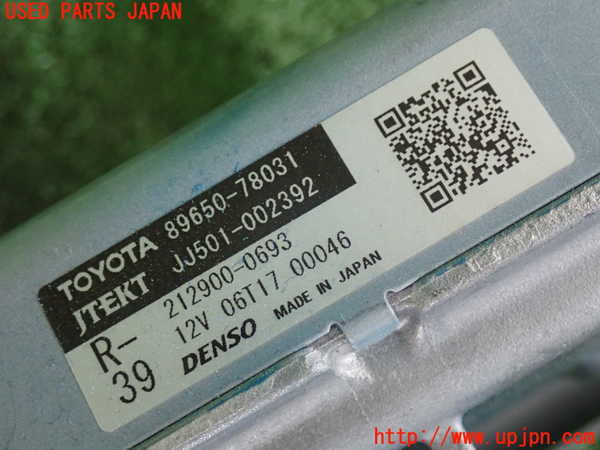 USED PARTS JAPAN
TOYOTA 89650-78031
JTEKT JJ501-002392
R-39
212900-0693
12V 06T17 00046
DENSO MADE IN JAPAN
http://www.upjpn.com/